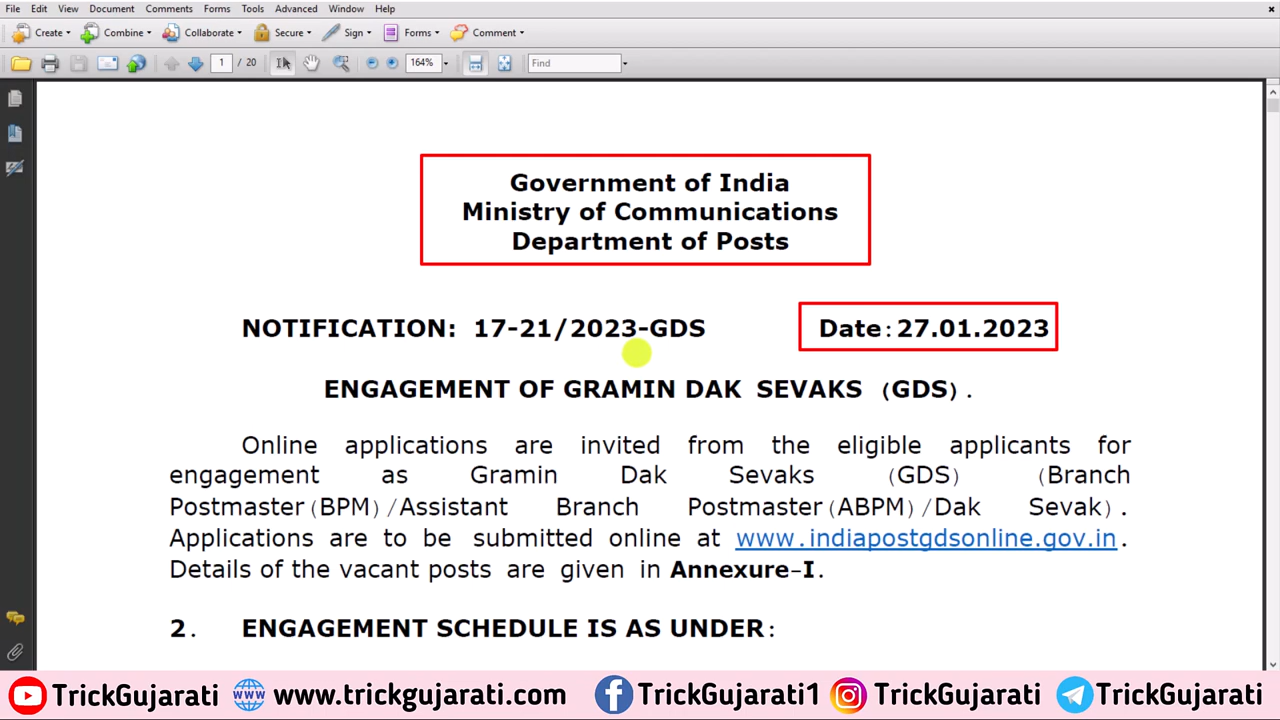 File Edit View Document Comments Forms Tools Advanced Window Help
Create Combine Collaborate Secure Sign Forms Comment
1 / 20 164% Find
Government of India
Ministry of Communications
Department of Posts
NOTIFICATION: 17-21/2023-GDS Date:27.01.2023
ENGAGEMENT OF GRAMIN DAK SEVAKS (GDS).
Online applications are invited from the eligible applicants for
engagement as Gramin Dak Sevaks (GDS) (Branch
Postmaster(BPM)/Assistant Branch Postmaster(ABPM)/Dak Sevak).
Applications are to be submitted online at www.indiapostgdsonline.gov.in.
Details of the vacant posts are given in Annexure-I.
2. ENGAGEMENT SCHEDULE IS AS UNDER:
TrickGujarati www www.trickgujarati.com TrickGujarati1 TrickGujarati TrickGujarati